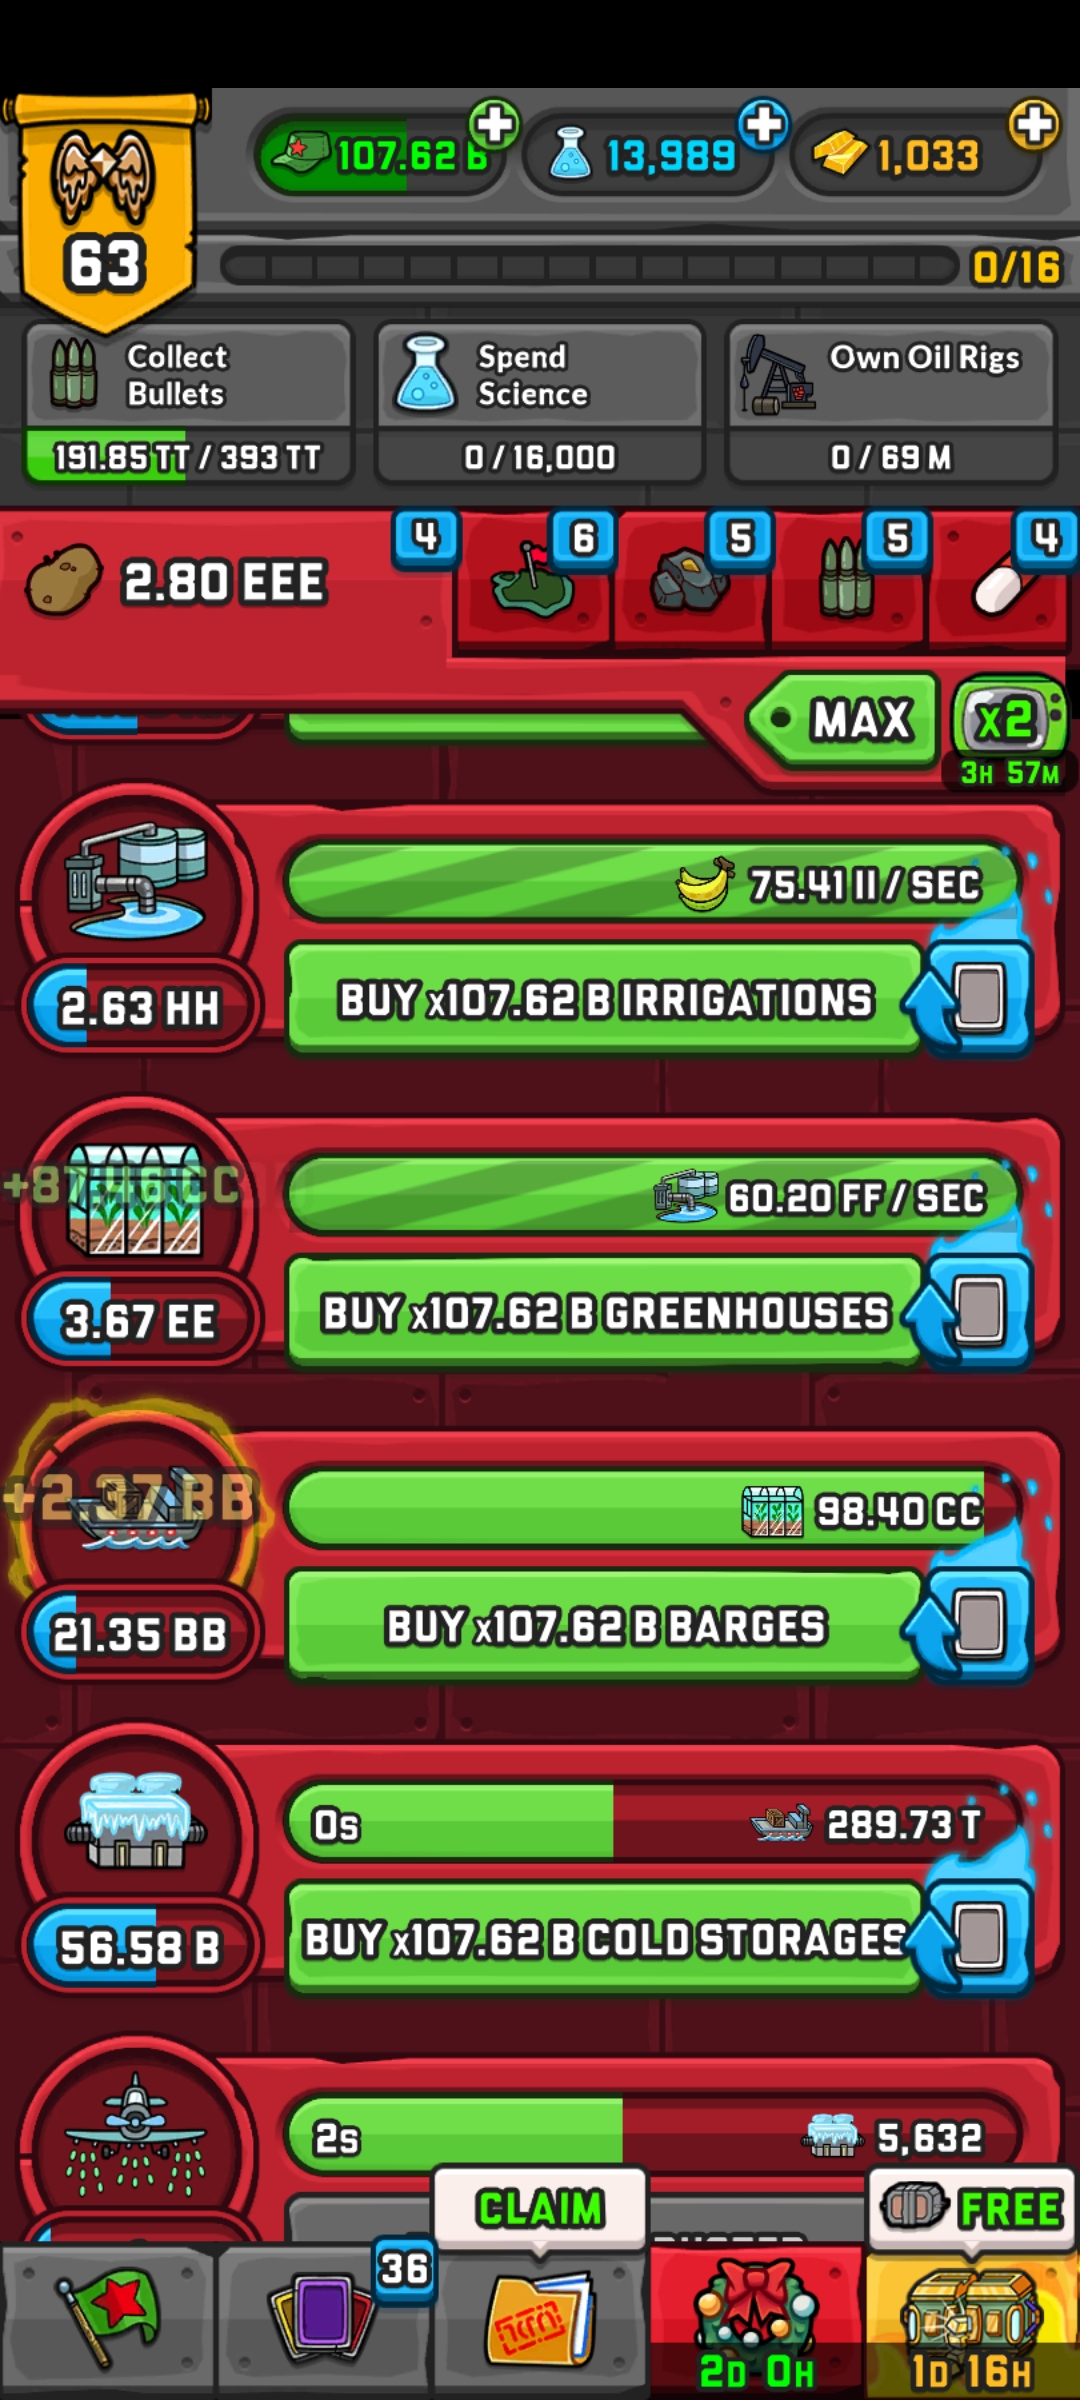 107.62 B
13,989
1,033
63
0/16
Collect
Bullets
191.85 TT / 393 TT
Spend
Science
0 / 16,000
Own Oil Rigs
0 / 69 M
2.80 EEE
4
6
5
5
4
MAX
x2
3H 57M
75.41 II / SEC
2.63 HH
BUY x107.62 B IRRIGATIONS
60.20 FF / SEC
3.67 EE
BUY x107.62 B GREENHOUSES
+2.37 BB
98.40 CC
21.35 BB
BUY x107.62 B BARGES
0s
289.73 T
56.58 B
BUY x107.62 B COLD STORAGES
2s
5,632
CLAIM
FREE
36
2D 0H
1D 16H